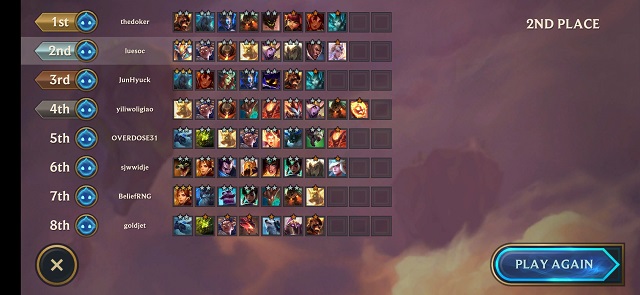 1st thedoker
2ND PLACE
2nd luesoc
3rd JunHyuck
4th yiliwoligiao
5th OVERDOSE31
6th sjwwidje
7th BeliefRNG
8th goldjet
PLAY AGAIN